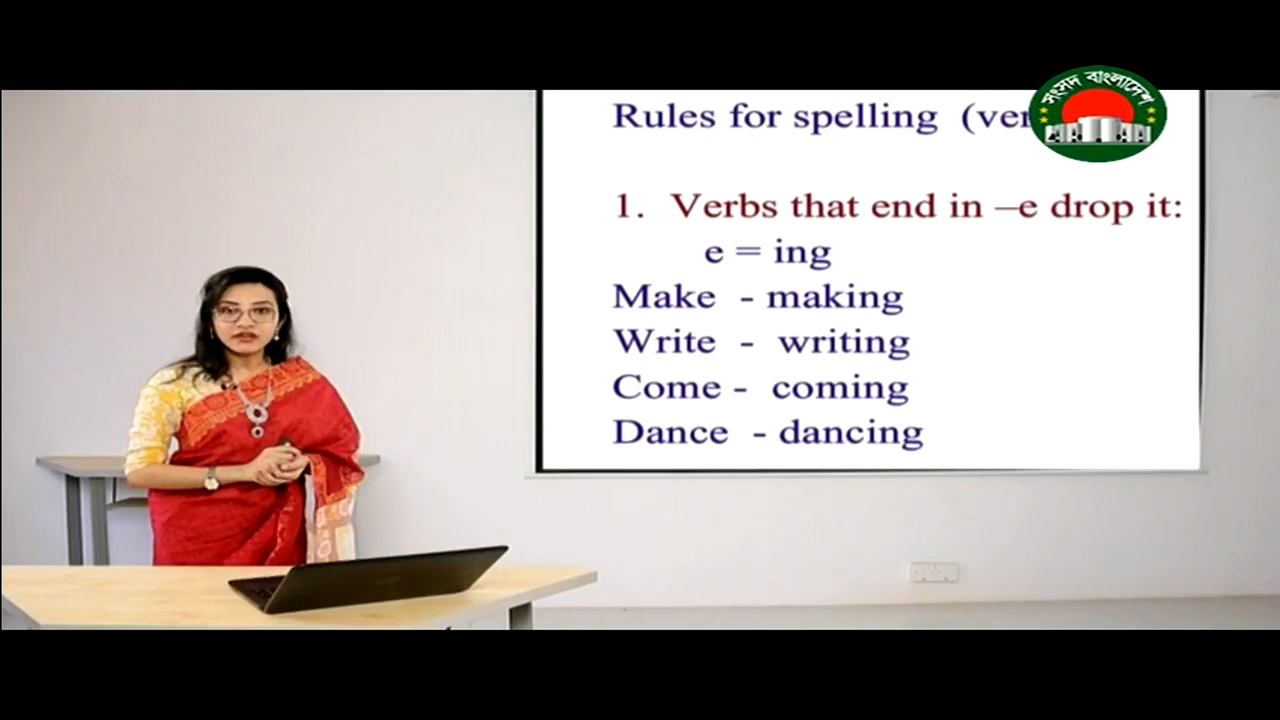 সংসদ বাংলাদেশ
Rules for spelling
1. Verbs that end in –e drop it:
e = ing
Make - making
Write - writing
Come - coming
Dance - dancing